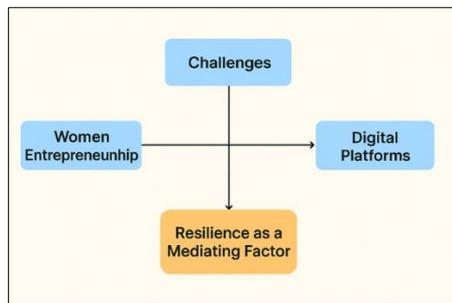 Challenges
Women
Entrepreneunhip
Digital
Platforms
Resilience as a
Mediating Factor